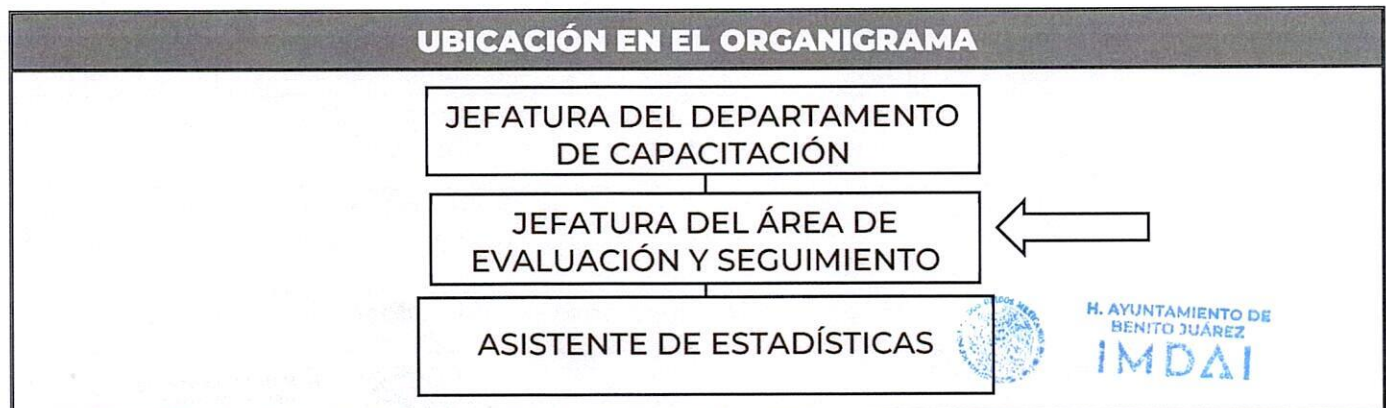 UBICACIÓN EN EL ORGANIGRAMA
JEFATURA DEL DEPARTAMENTO
DE CAPACITACIÓN
JEFATURA DEL ÁREA DE
EVALUACIÓN Y SEGUIMIENTO
ASISTENTE DE ESTADÍSTICAS
H. AYUNTAMIENTO DE
BENITO JUÁREZ
IMDAI